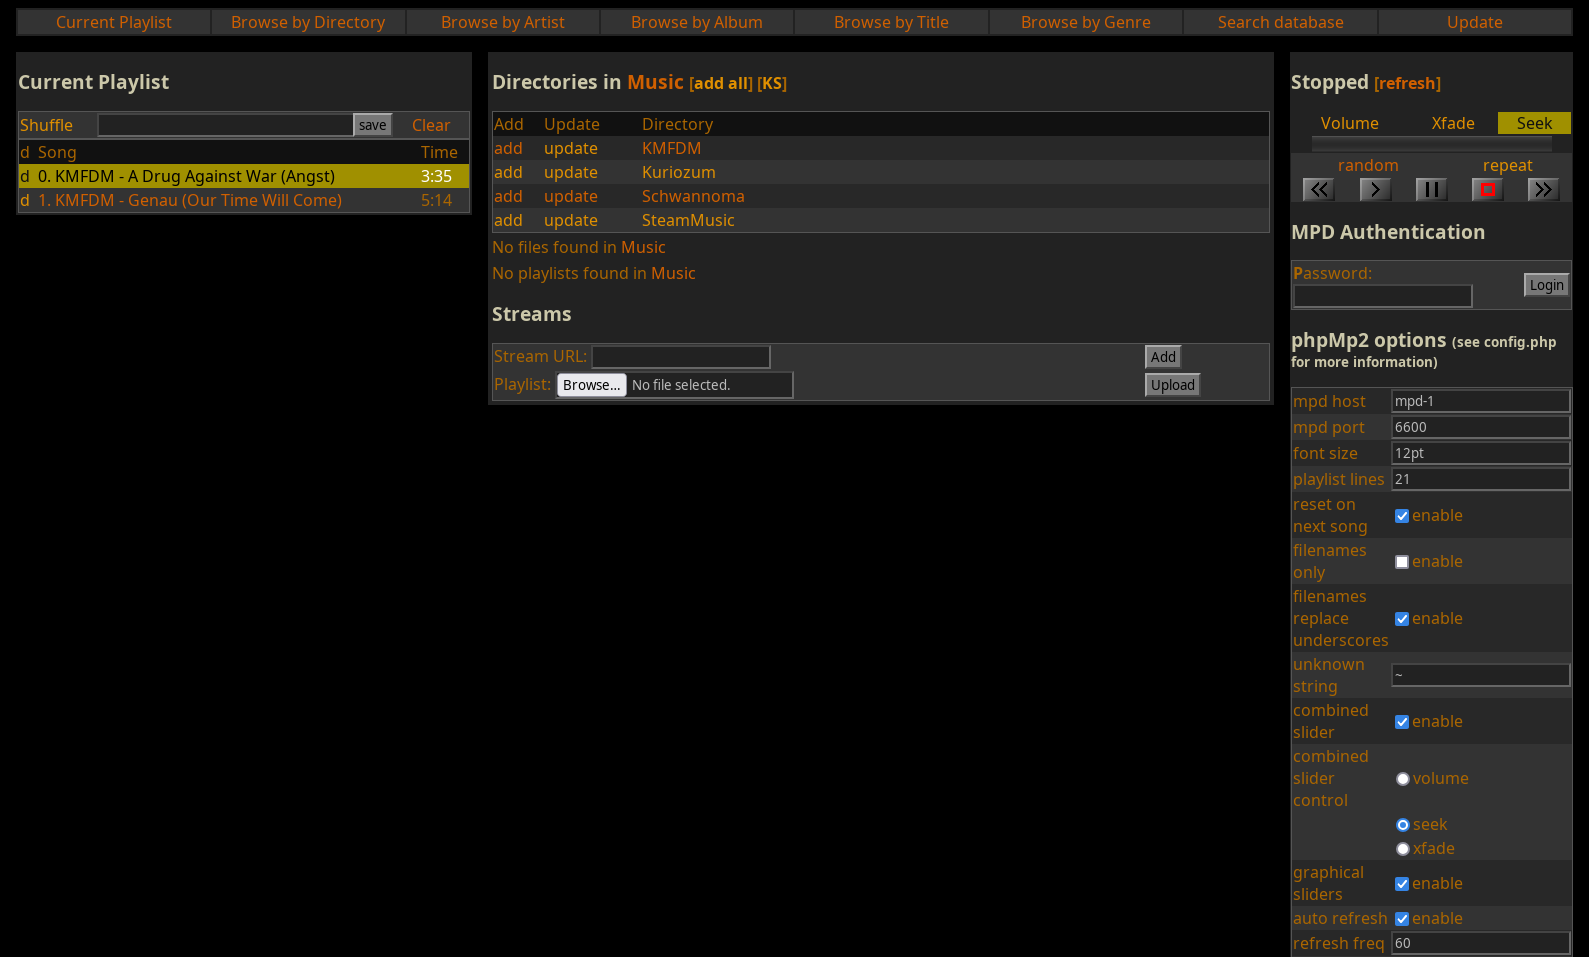 Current Playlist Browse by Directory Browse by Artist Browse by Album Browse by Title Browse by Genre Search database Update
Current Playlist
Shuffle save Clear
d Song Time
d 0. KMFDM - A Drug Against War (Angst) 3:35
d 1. KMFDM - Genau (Our Time Will Come) 5:14
Directories in Music [add all] [KS]
Add Update Directory
add update KMFDM
add update Kuriozum
add update Schwannoma
add update SteamMusic
No files found in Music
No playlists found in Music
Streams
Stream URL: Add
Playlist: Browse... No file selected. Upload
Stopped [refresh]
Volume Xfade Seek
random repeat
MPD Authentication
Password:
Login
phpMp2 options (see config.php
for more information)
mpd host mpd-1
mpd port 6600
font size 12pt
playlist lines 21
reset on
next song enable
filenames
only enable
filenames
replace enable
underscores
unknown
string ~
combined
slider enable
combined
slider volume
control
seek
xfade
graphical
sliders enable
auto refresh enable
refresh freq 60